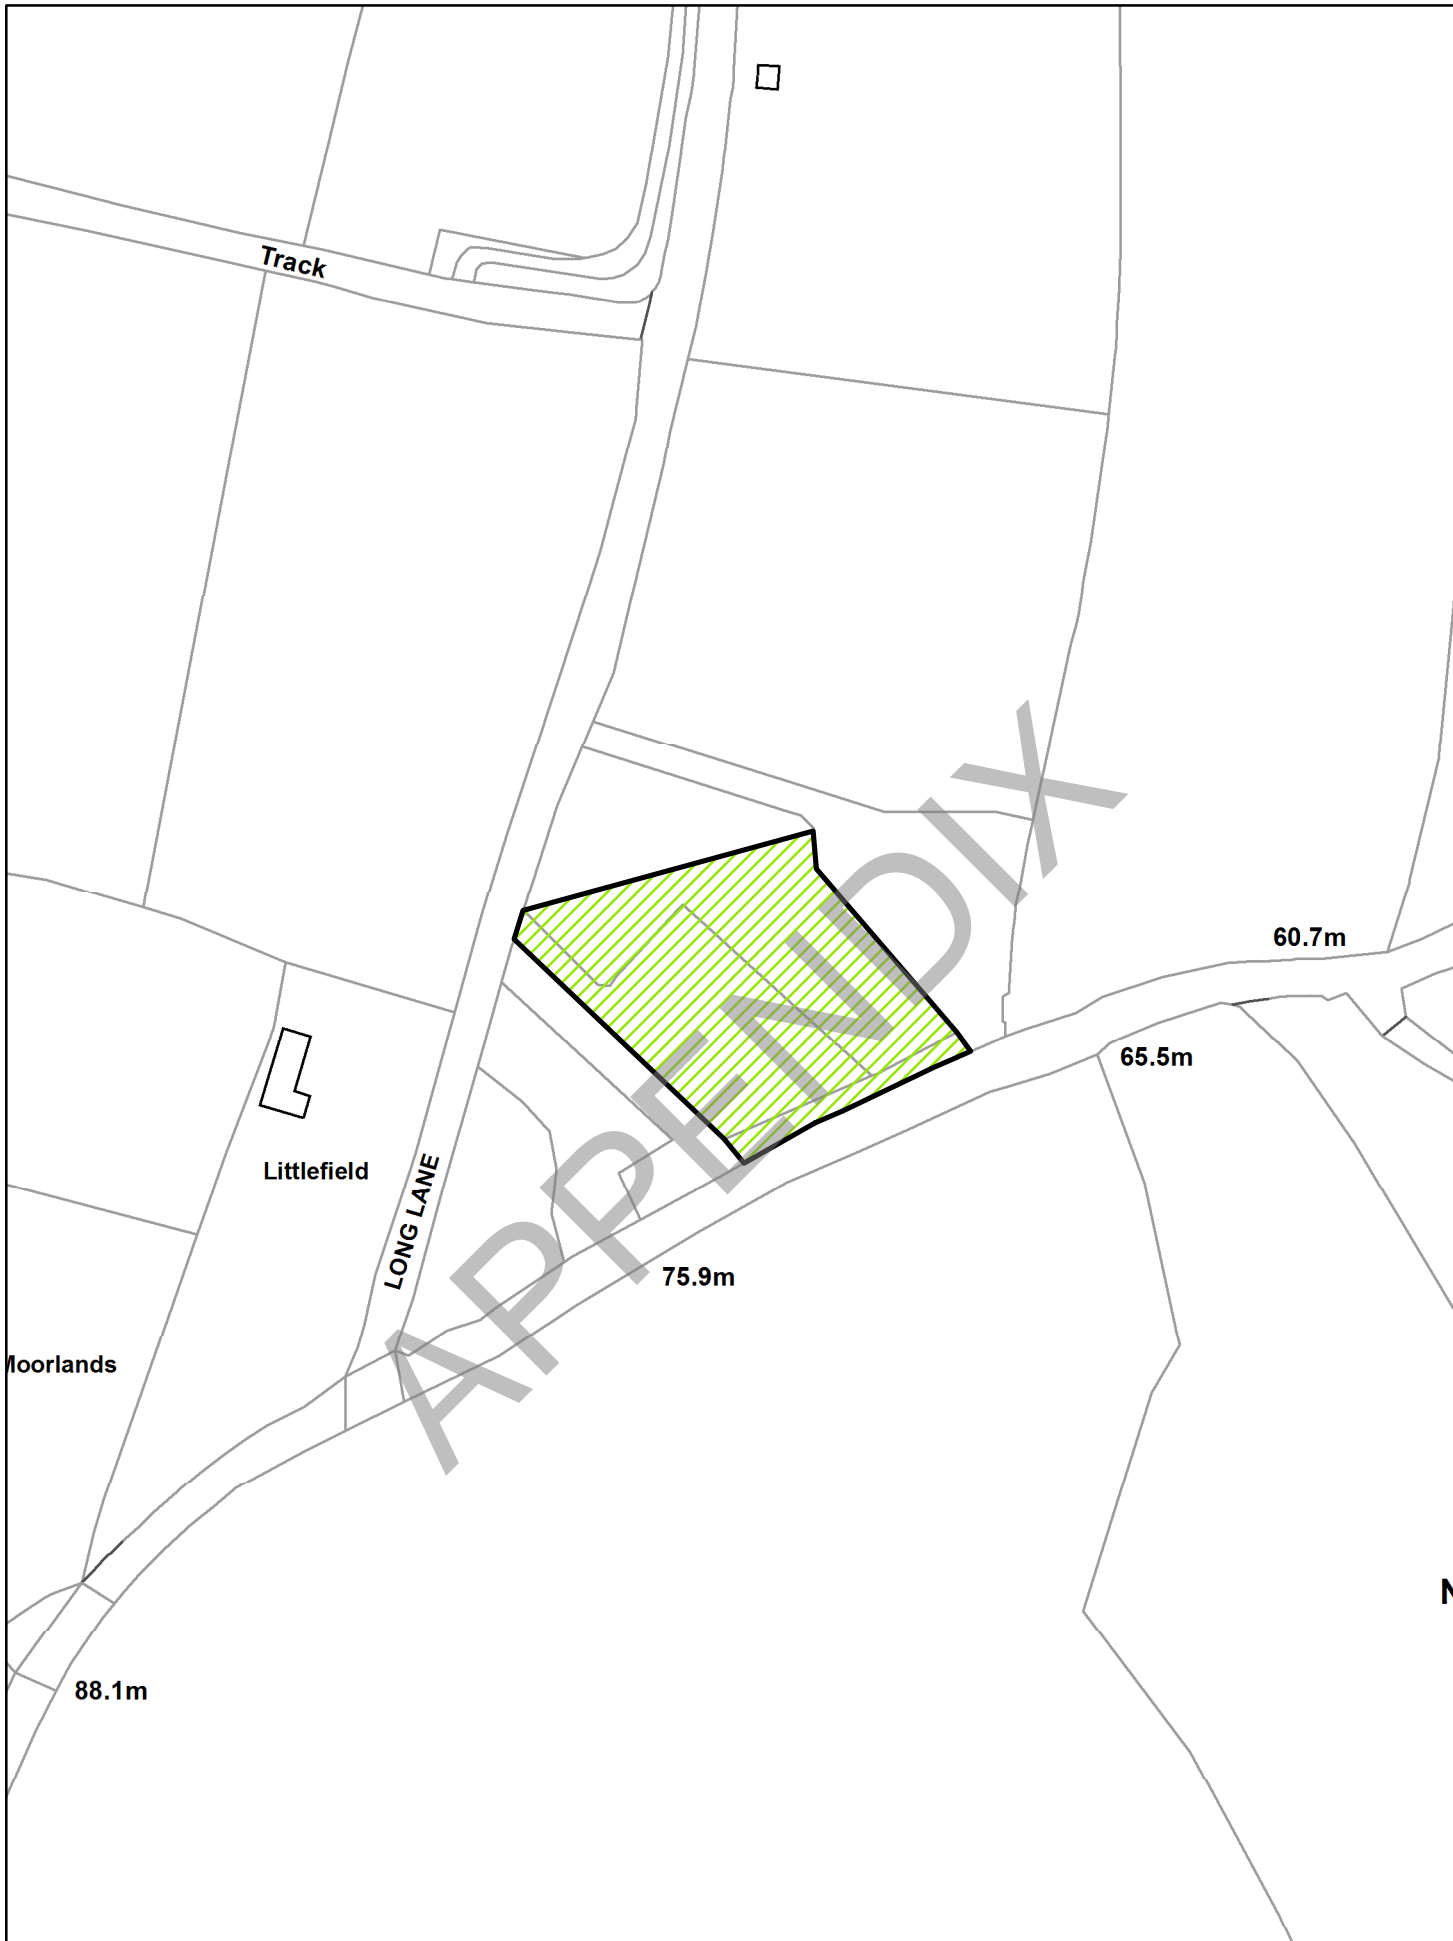 Track
60.7m
65.5m
Littlefield
LONG LANE
75.9m
Moorlands
N
88.1m
APPENDIX